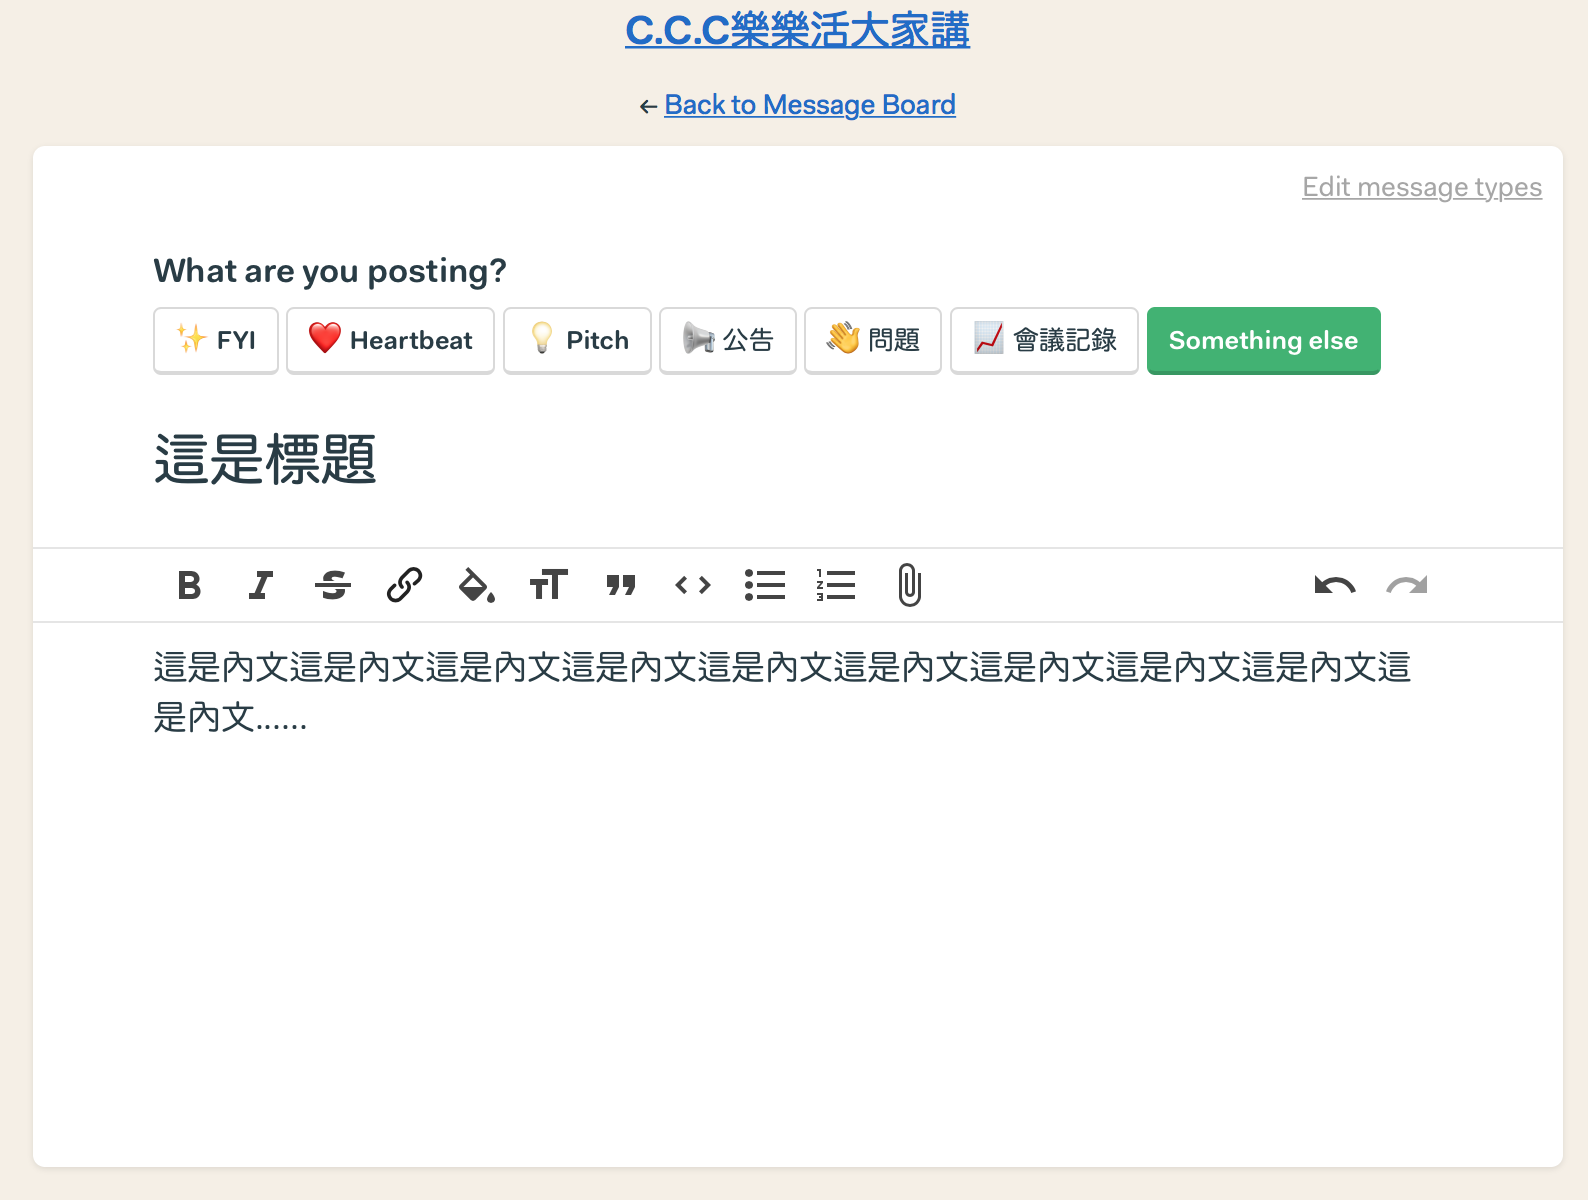 C.C.C樂樂活大家講
← Back to Message Board
Edit message types
What are you posting?
✨ FYI ❤️ Heartbeat 💡 Pitch 📢 公告 👋 問題 📈 會議記錄 Something else
這是標題
這是內文這是內文這是內文這是內文這是內文這是內文這是內文這是內文這是內文這
是內文......